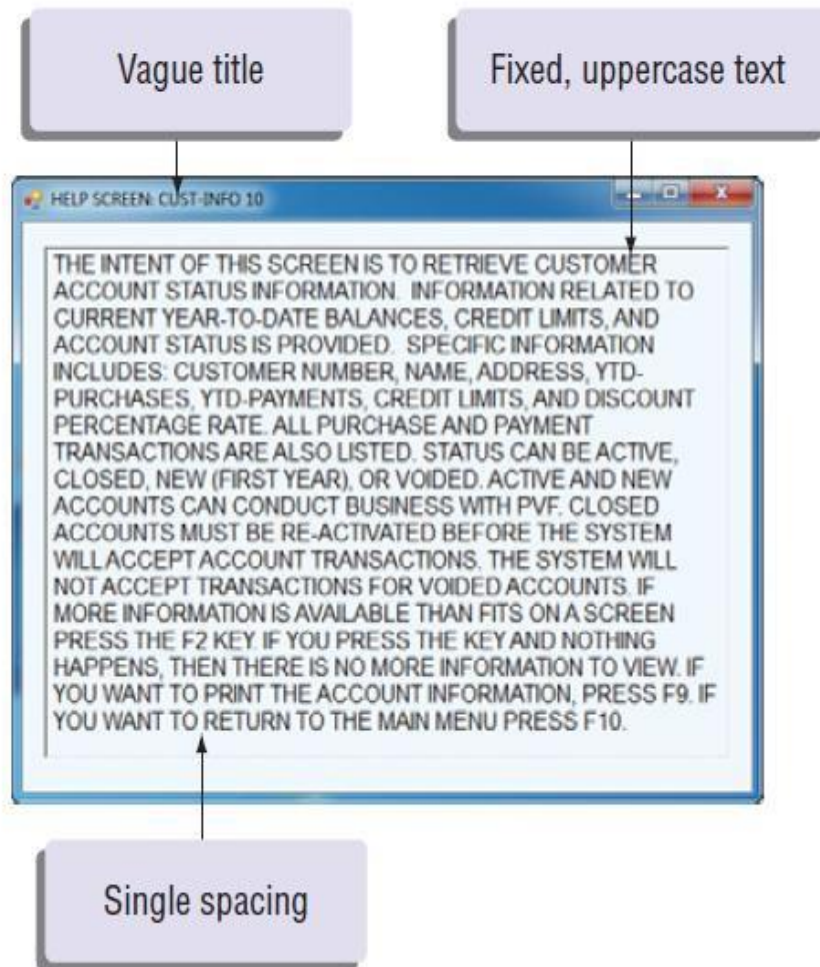 Vague title
Fixed, uppercase text
HELP SCREEN: CUST-INFO 10
THE INTENT OF THIS SCREEN IS TO RETRIEVE CUSTOMER
ACCOUNT STATUS INFORMATION. INFORMATION RELATED TO
CURRENT YEAR-TO-DATE BALANCES, CREDIT LIMITS, AND
ACCOUNT STATUS IS PROVIDED. SPECIFIC INFORMATION
INCLUDES: CUSTOMER NUMBER, NAME, ADDRESS, YTD-
PURCHASES, YTD-PAYMENTS, CREDIT LIMITS, AND DISCOUNT
PERCENTAGE RATE. ALL PURCHASE AND PAYMENT
TRANSACTIONS ARE ALSO LISTED. STATUS CAN BE ACTIVE,
CLOSED, NEW (FIRST YEAR), OR VOIDED. ACTIVE AND NEW
ACCOUNTS CAN CONDUCT BUSINESS WITH PVF. CLOSED
ACCOUNTS MUST BE RE-ACTIVATED BEFORE THE SYSTEM
WILL ACCEPT ACCOUNT TRANSACTIONS. THE SYSTEM WILL
NOT ACCEPT TRANSACTIONS FOR VOIDED ACCOUNTS. IF
MORE INFORMATION IS AVAILABLE THAN FITS ON A SCREEN
PRESS THE F2 KEY. IF YOU PRESS THE KEY AND NOTHING
HAPPENS, THEN THERE IS NO MORE INFORMATION TO VIEW. IF
YOU WANT TO PRINT THE ACCOUNT INFORMATION, PRESS F9. IF
YOU WANT TO RETURN TO THE MAIN MENU PRESS F10.
Single spacing